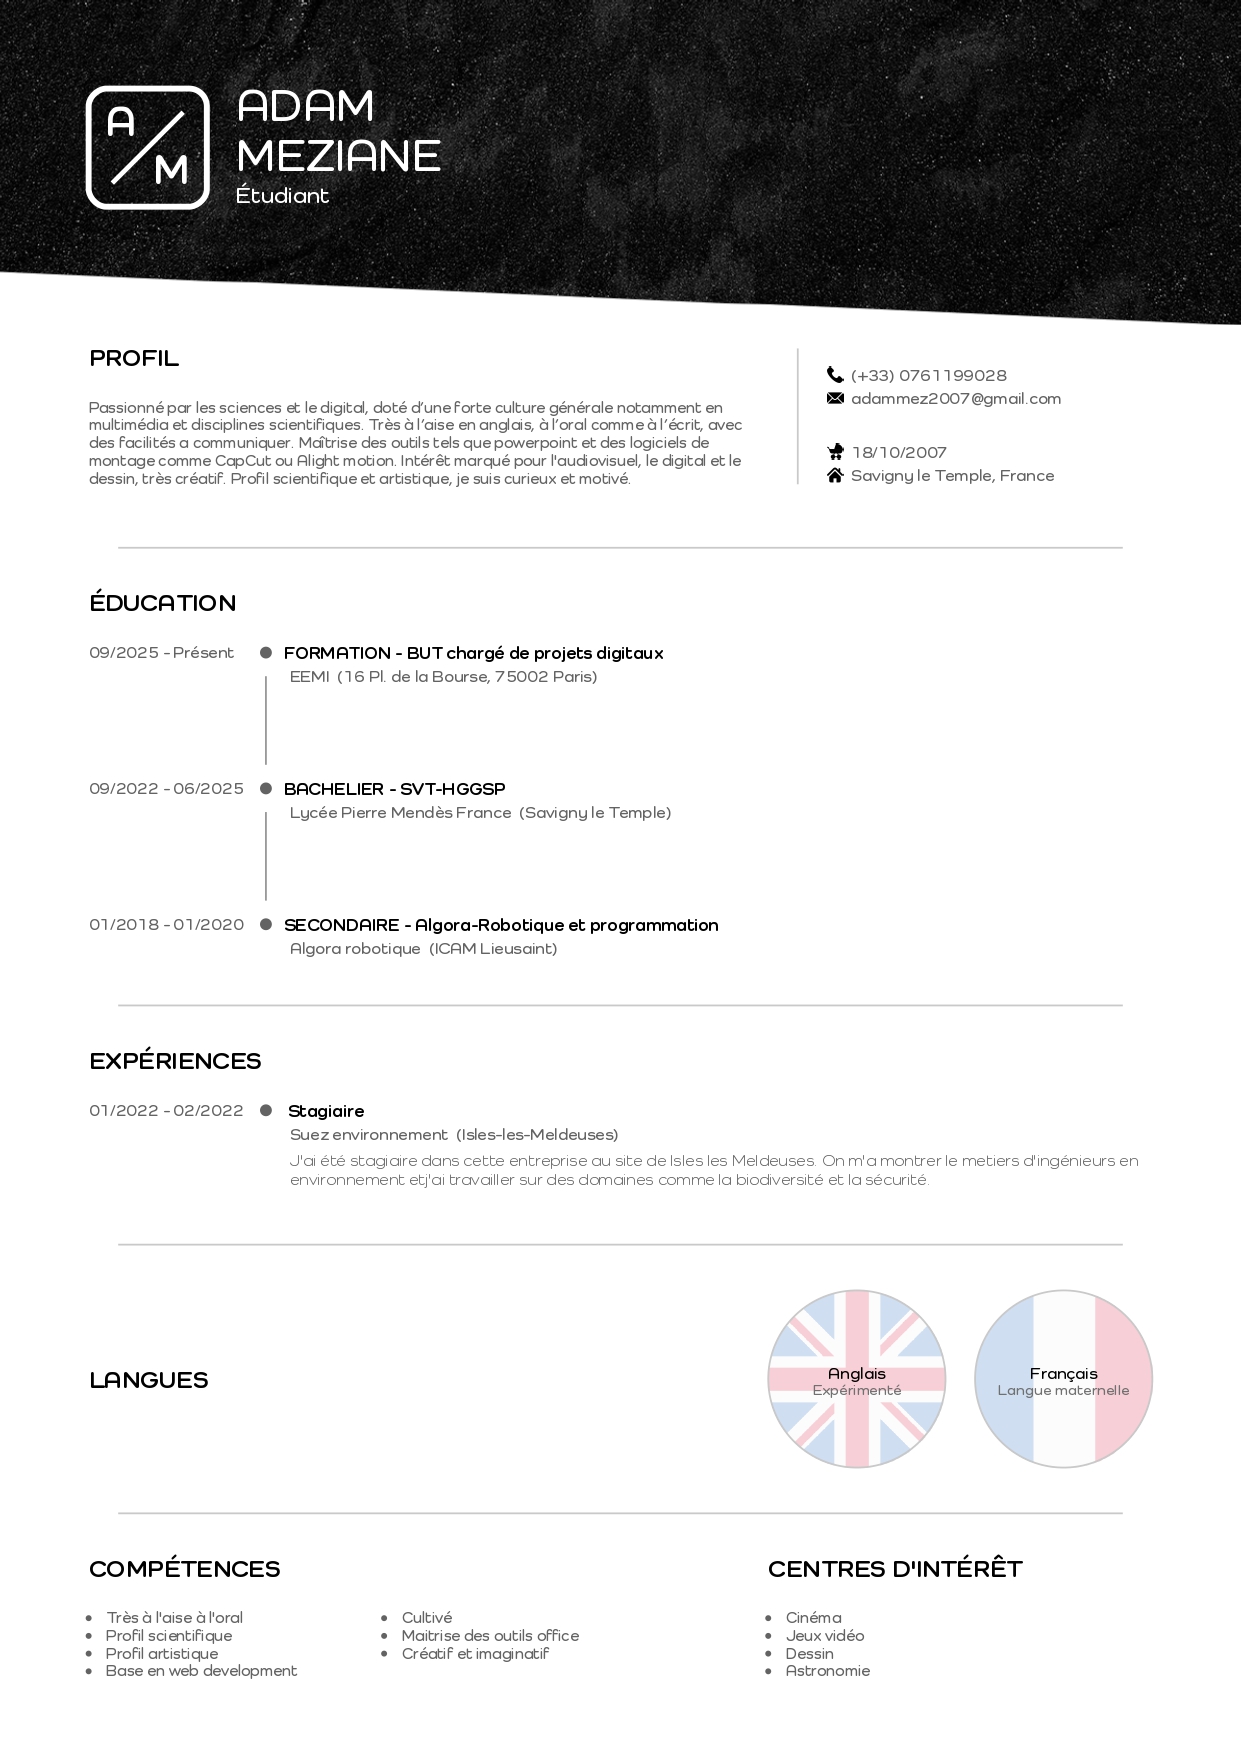 A
M
ADAM
MEZIANE
Étudiant
PROFIL
Passionné par les sciences et le digital, doté d’une forte culture générale notamment en
multimédia et disciplines scientifiques. Très à l’aise en anglais, à l’oral comme à l’écrit, avec
des facilités a communiquer. Maîtrise des outils tels que powerpoint et des logiciels de
montage comme CapCut ou Alight motion. Intérêt marqué pour l'audiovisuel, le digital et le
dessin, très créatif. Profil scientifique et artistique, je suis curieux et motivé.
(+33) 0761199028
adammez2007@gmail.com
18/10/2007
Savigny le Temple, France
ÉDUCATION
09/2025 - Présent
FORMATION - BUT chargé de projets digitaux
EEMI (16 Pl. de la Bourse, 75002 Paris)
09/2022 - 06/2025
BACHELIER - SVT-HGGSP
Lycée Pierre Mendès France (Savigny le Temple)
01/2018 - 01/2020
SECONDAIRE - Algora-Robotique et programmation
Algora robotique (ICAM Lieusaint)
EXPÉRIENCES
01/2022 - 02/2022
Stagiaire
Suez environnement (Isles-les-Meldeuses)
J'ai été stagiaire dans cette entreprise au site de Isles les Meldeuses. On m'a montrer le metiers d'ingénieurs en
environnement etj'ai travailler sur des domaines comme la biodiversité et la sécurité.
LANGUES
Anglais
Expérimenté
Français
Langue maternelle
COMPÉTENCES
• Très à l'aise à l'oral
• Profil scientifique
• Profil artistique
• Base en web development
• Cultivé
• Maitrise des outils office
• Créatif et imaginatif
CENTRES D'INTÉRÊT
• Cinéma
• Jeux vidéo
• Dessin
• Astronomie